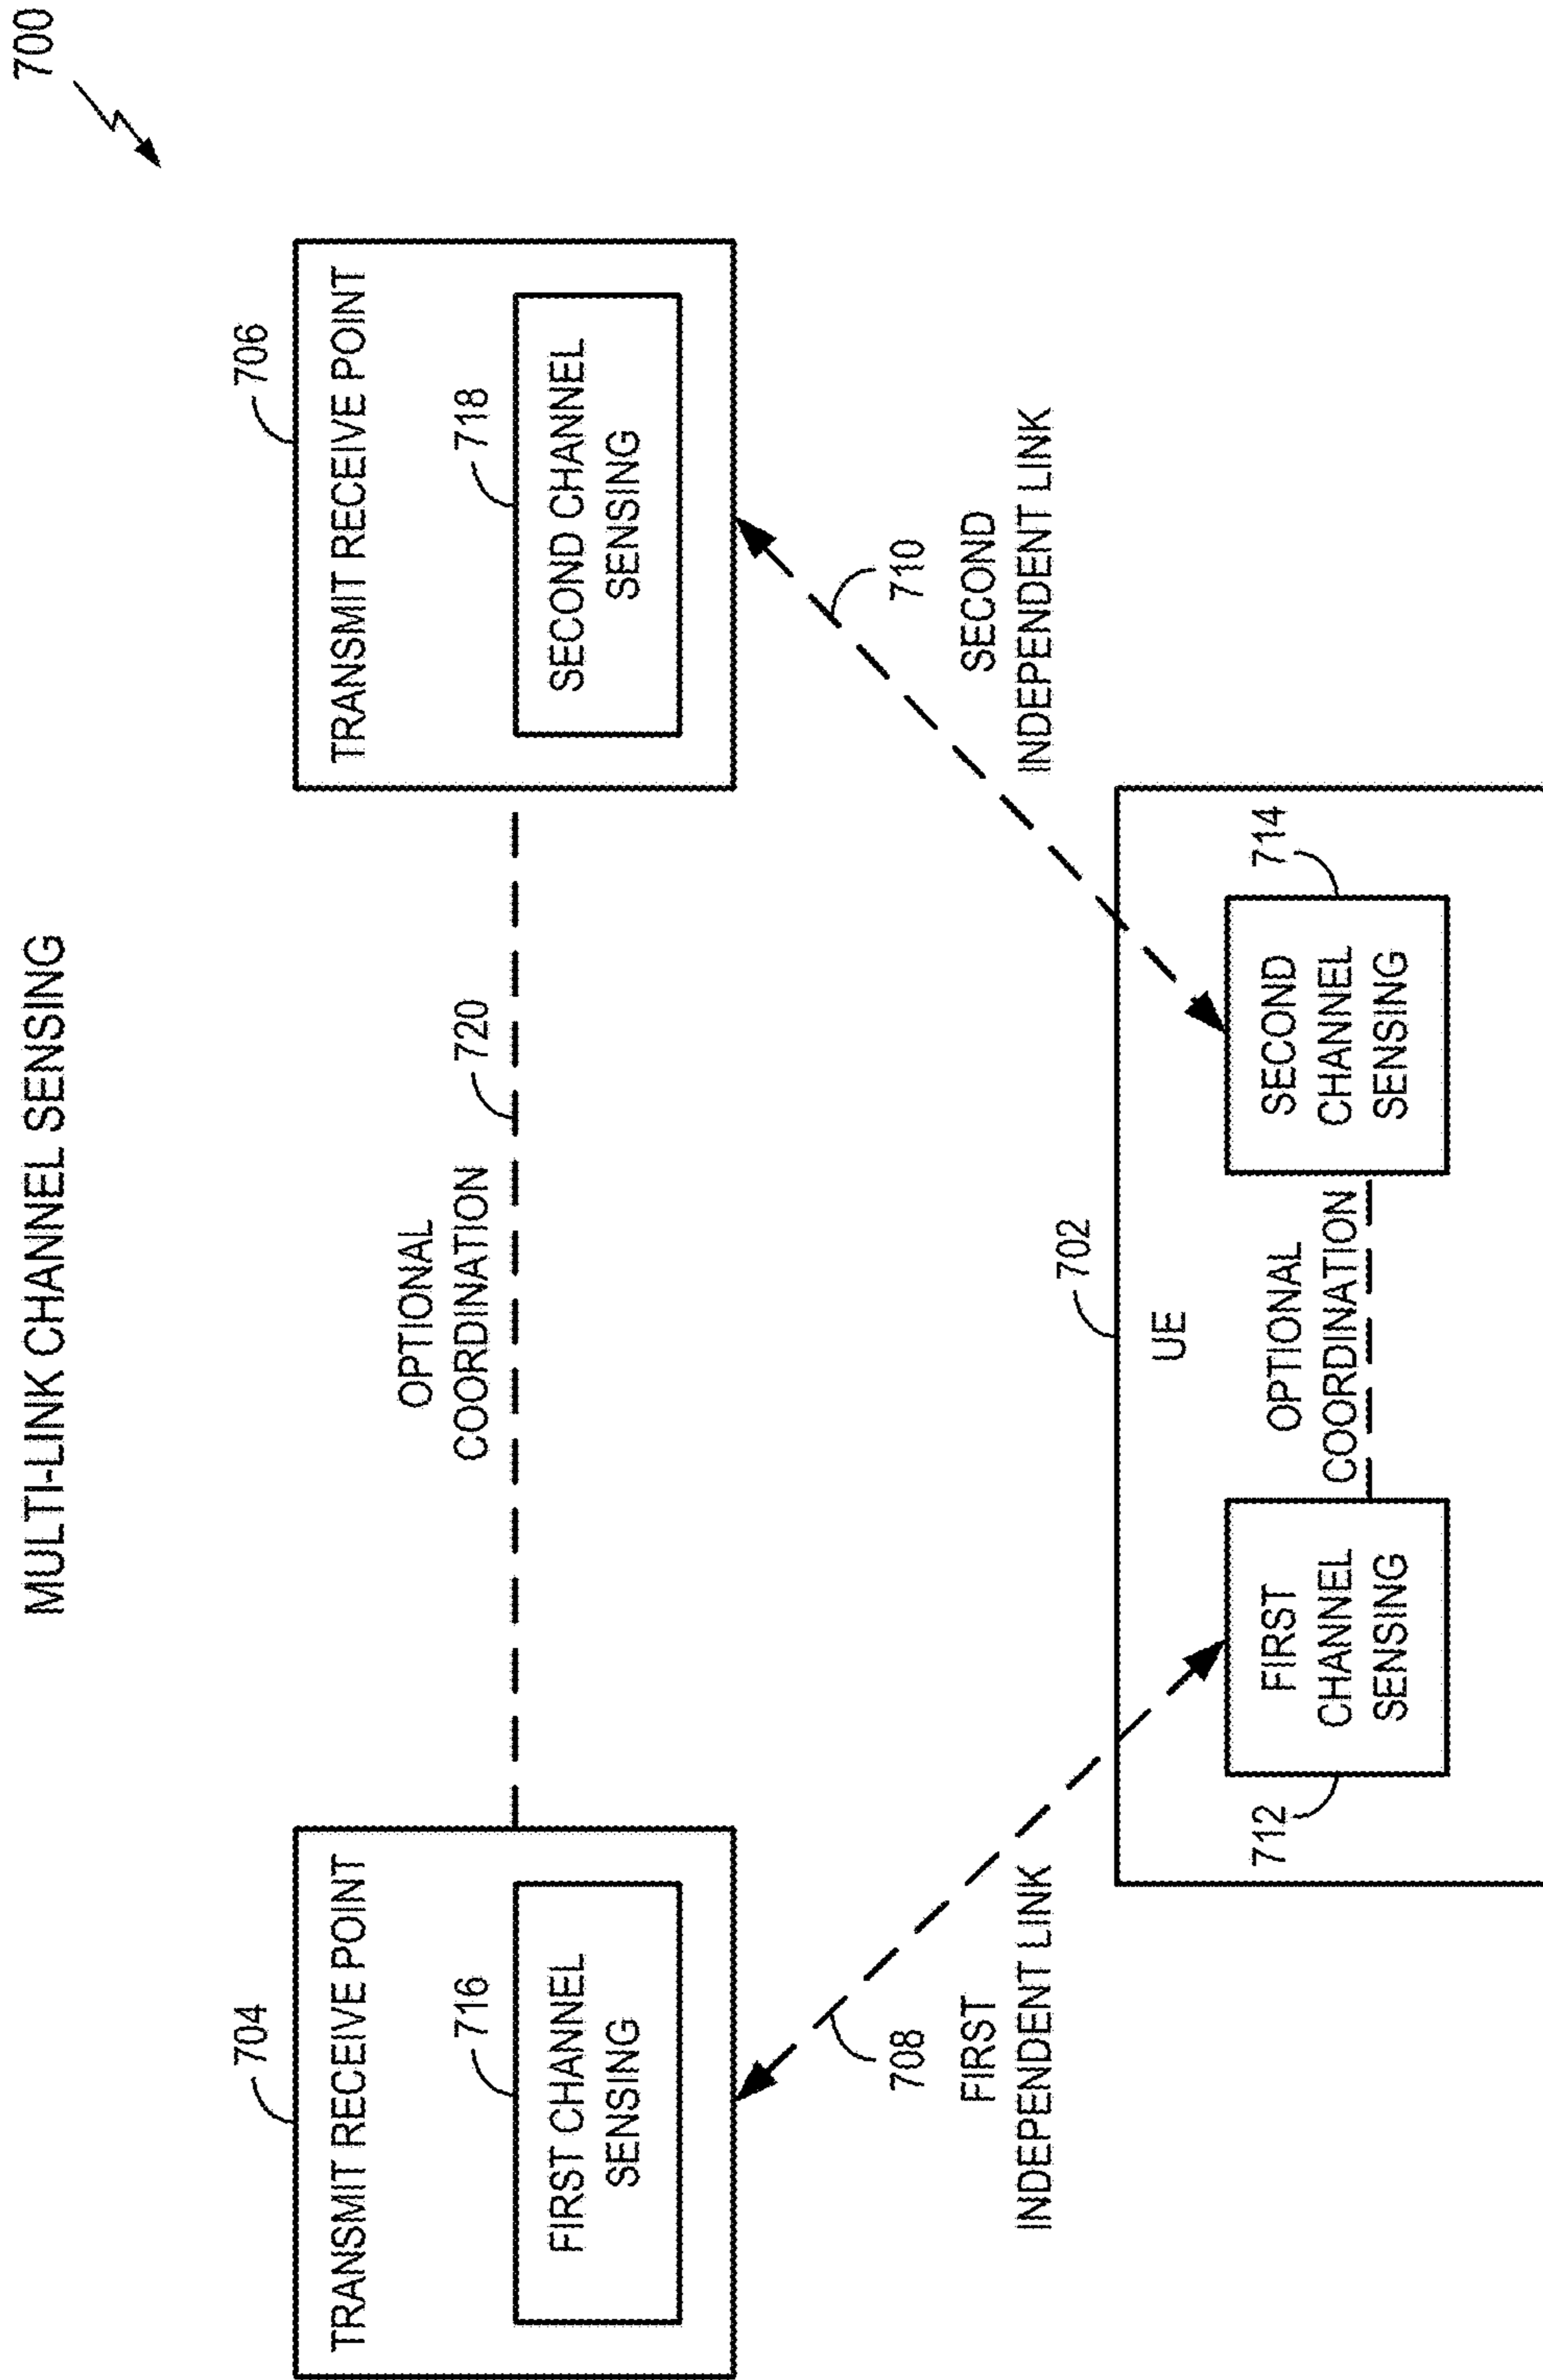 MULTI-LINK CHANNEL SENSING
700
704
TRANSMIT RECEIVE POINT
716
FIRST CHANNEL
SENSING
OPTIONAL
COORDINATION
720
706
TRANSMIT RECEIVE POINT
718
SECOND CHANNEL
SENSING
708
FIRST
INDEPENDENT LINK
710
SECOND
INDEPENDENT LINK
702
UE
712
FIRST
CHANNEL
SENSING
OPTIONAL
COORDINATION
714
SECOND
CHANNEL
SENSING